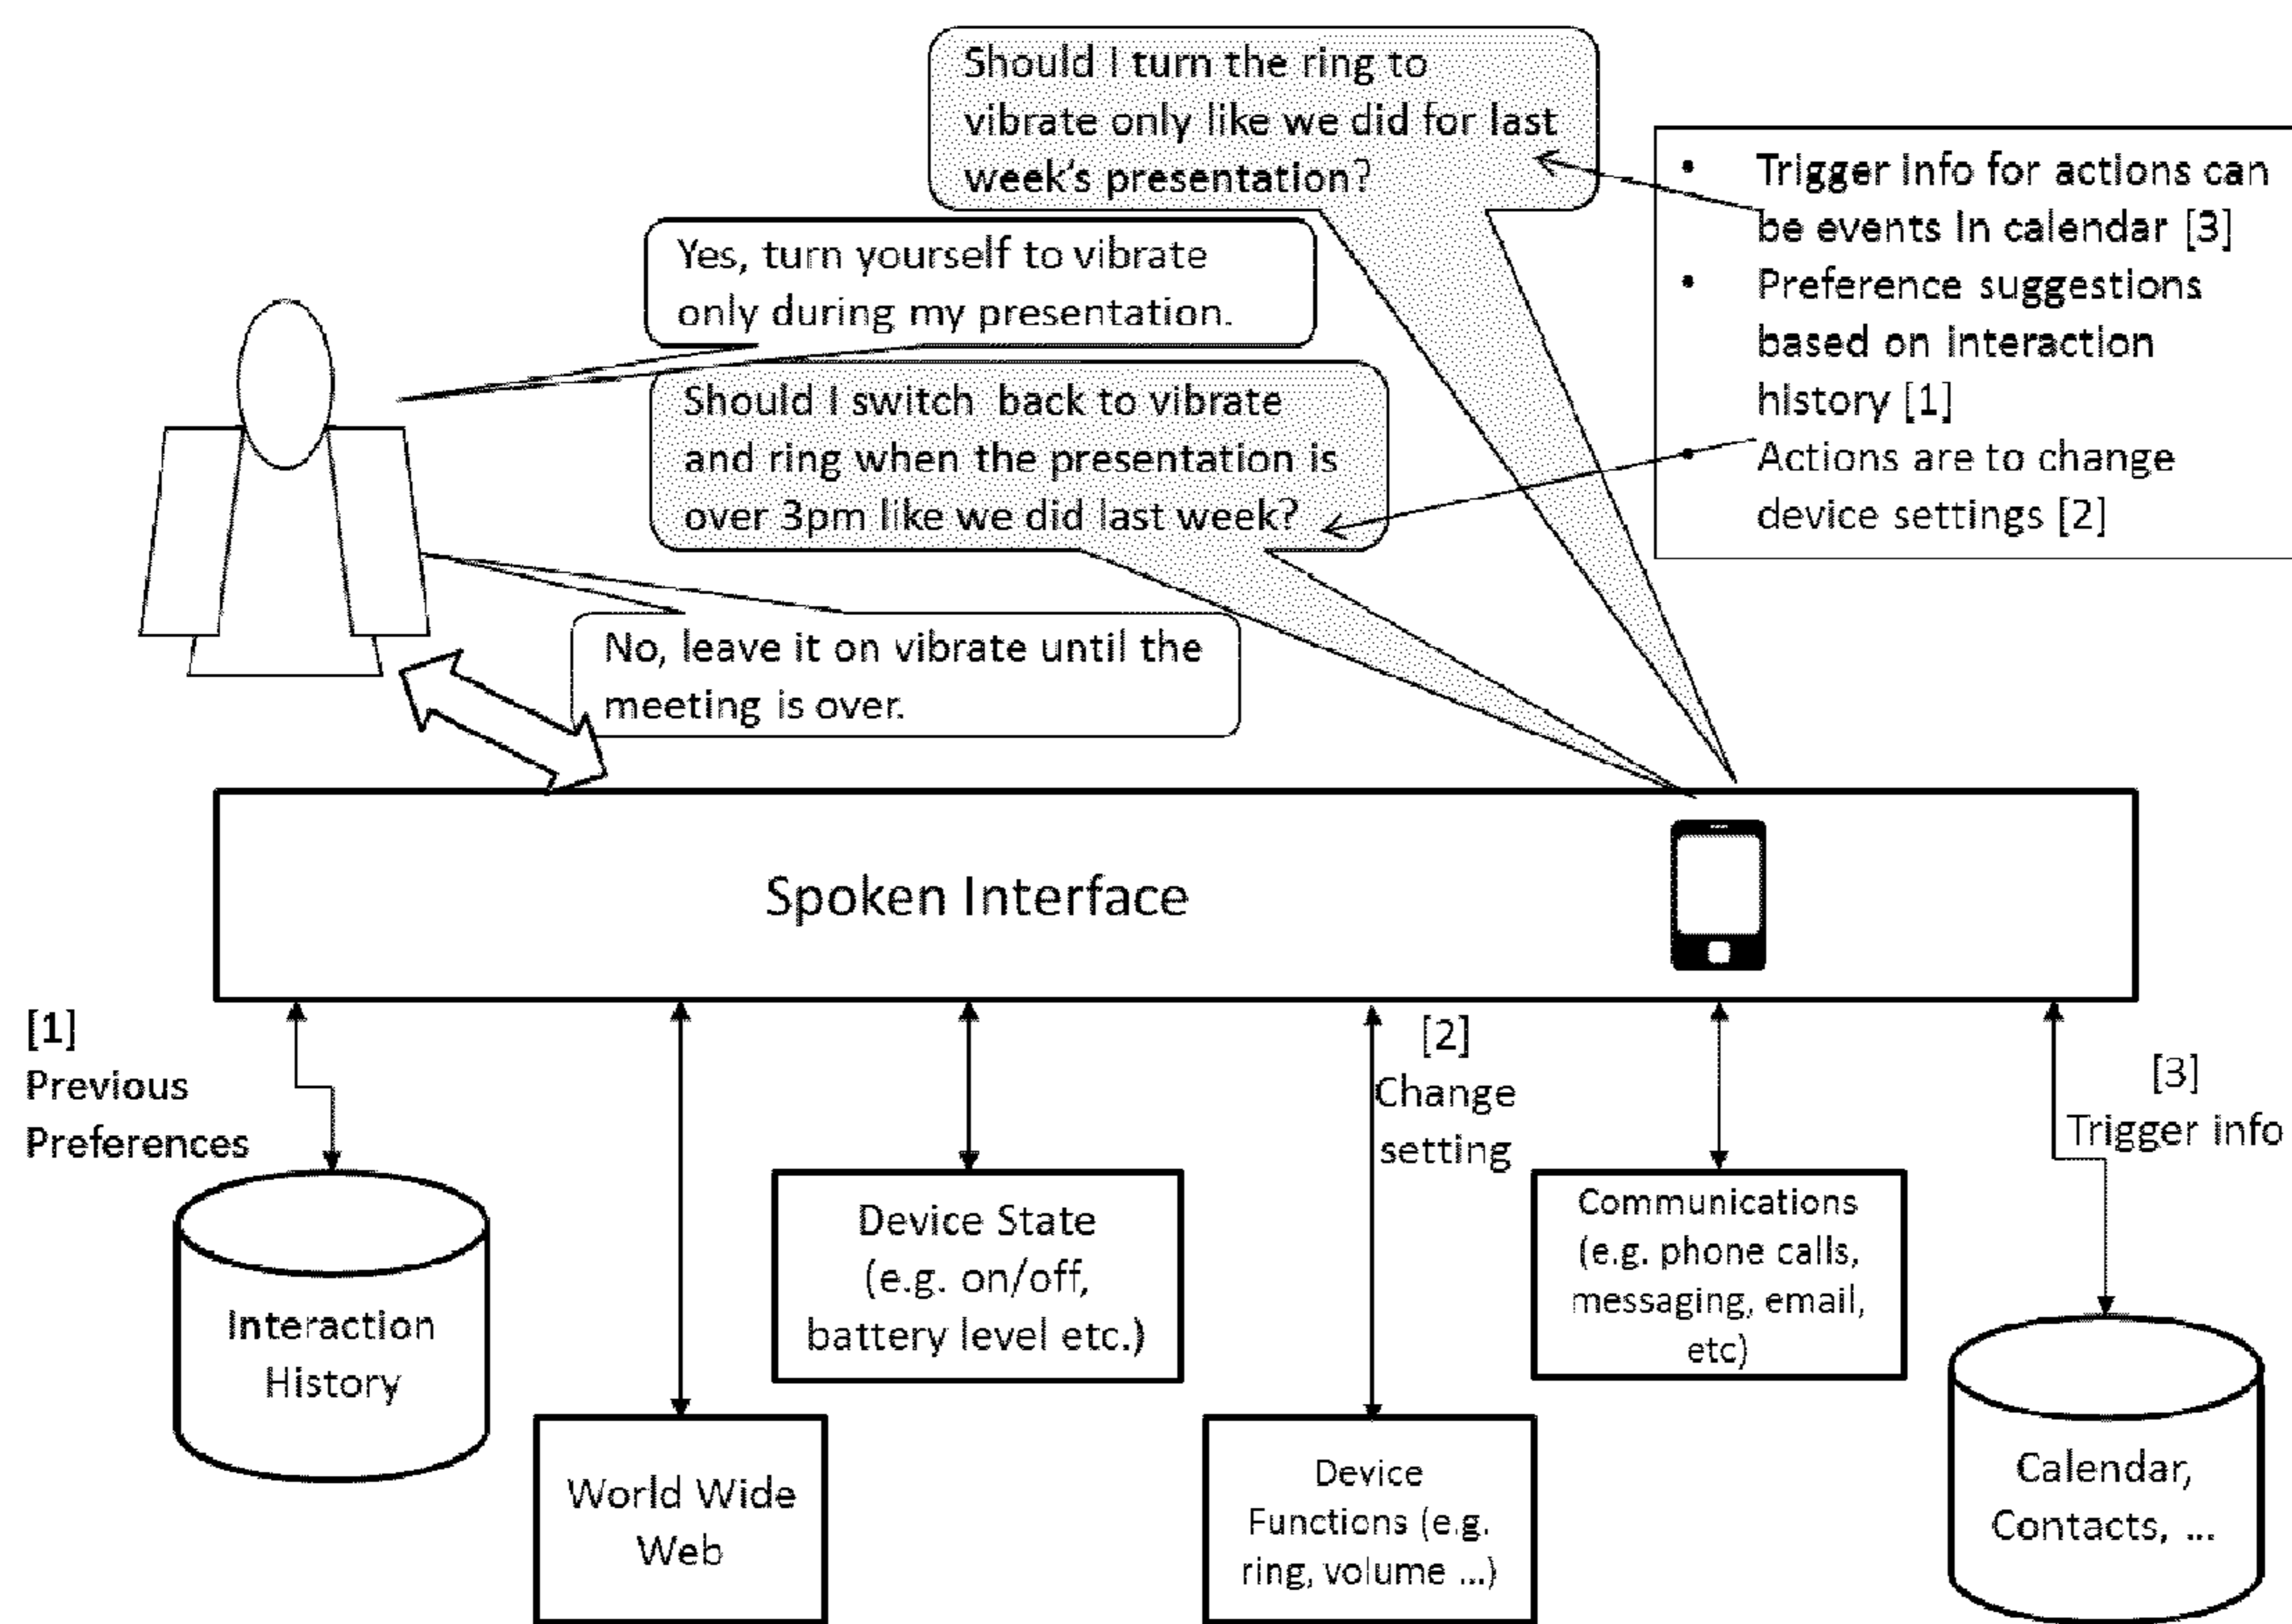 Should I turn the ring to
vibrate only like we did for last
week's presentation?
• Trigger info for actions can
be events in calendar [3]
• Preference suggestions
based on interaction
history [1]
• Actions are to change
device settings [2]
Yes, turn yourself to vibrate
only during my presentation.
Should I switch back to vibrate
and ring when the presentation is
over 3pm like we did last week?
No, leave it on vibrate until the
meeting is over.
Spoken Interface
[1]
Previous
Preferences
[2]
Change
setting
[3]
Trigger info
Interaction
History
World Wide
Web
Device State
(e.g. on/off,
battery level etc.)
Device
Functions (e.g.
ring, volume ...)
Communications
(e.g. phone calls,
messaging, email,
etc)
Calendar,
Contacts, ...